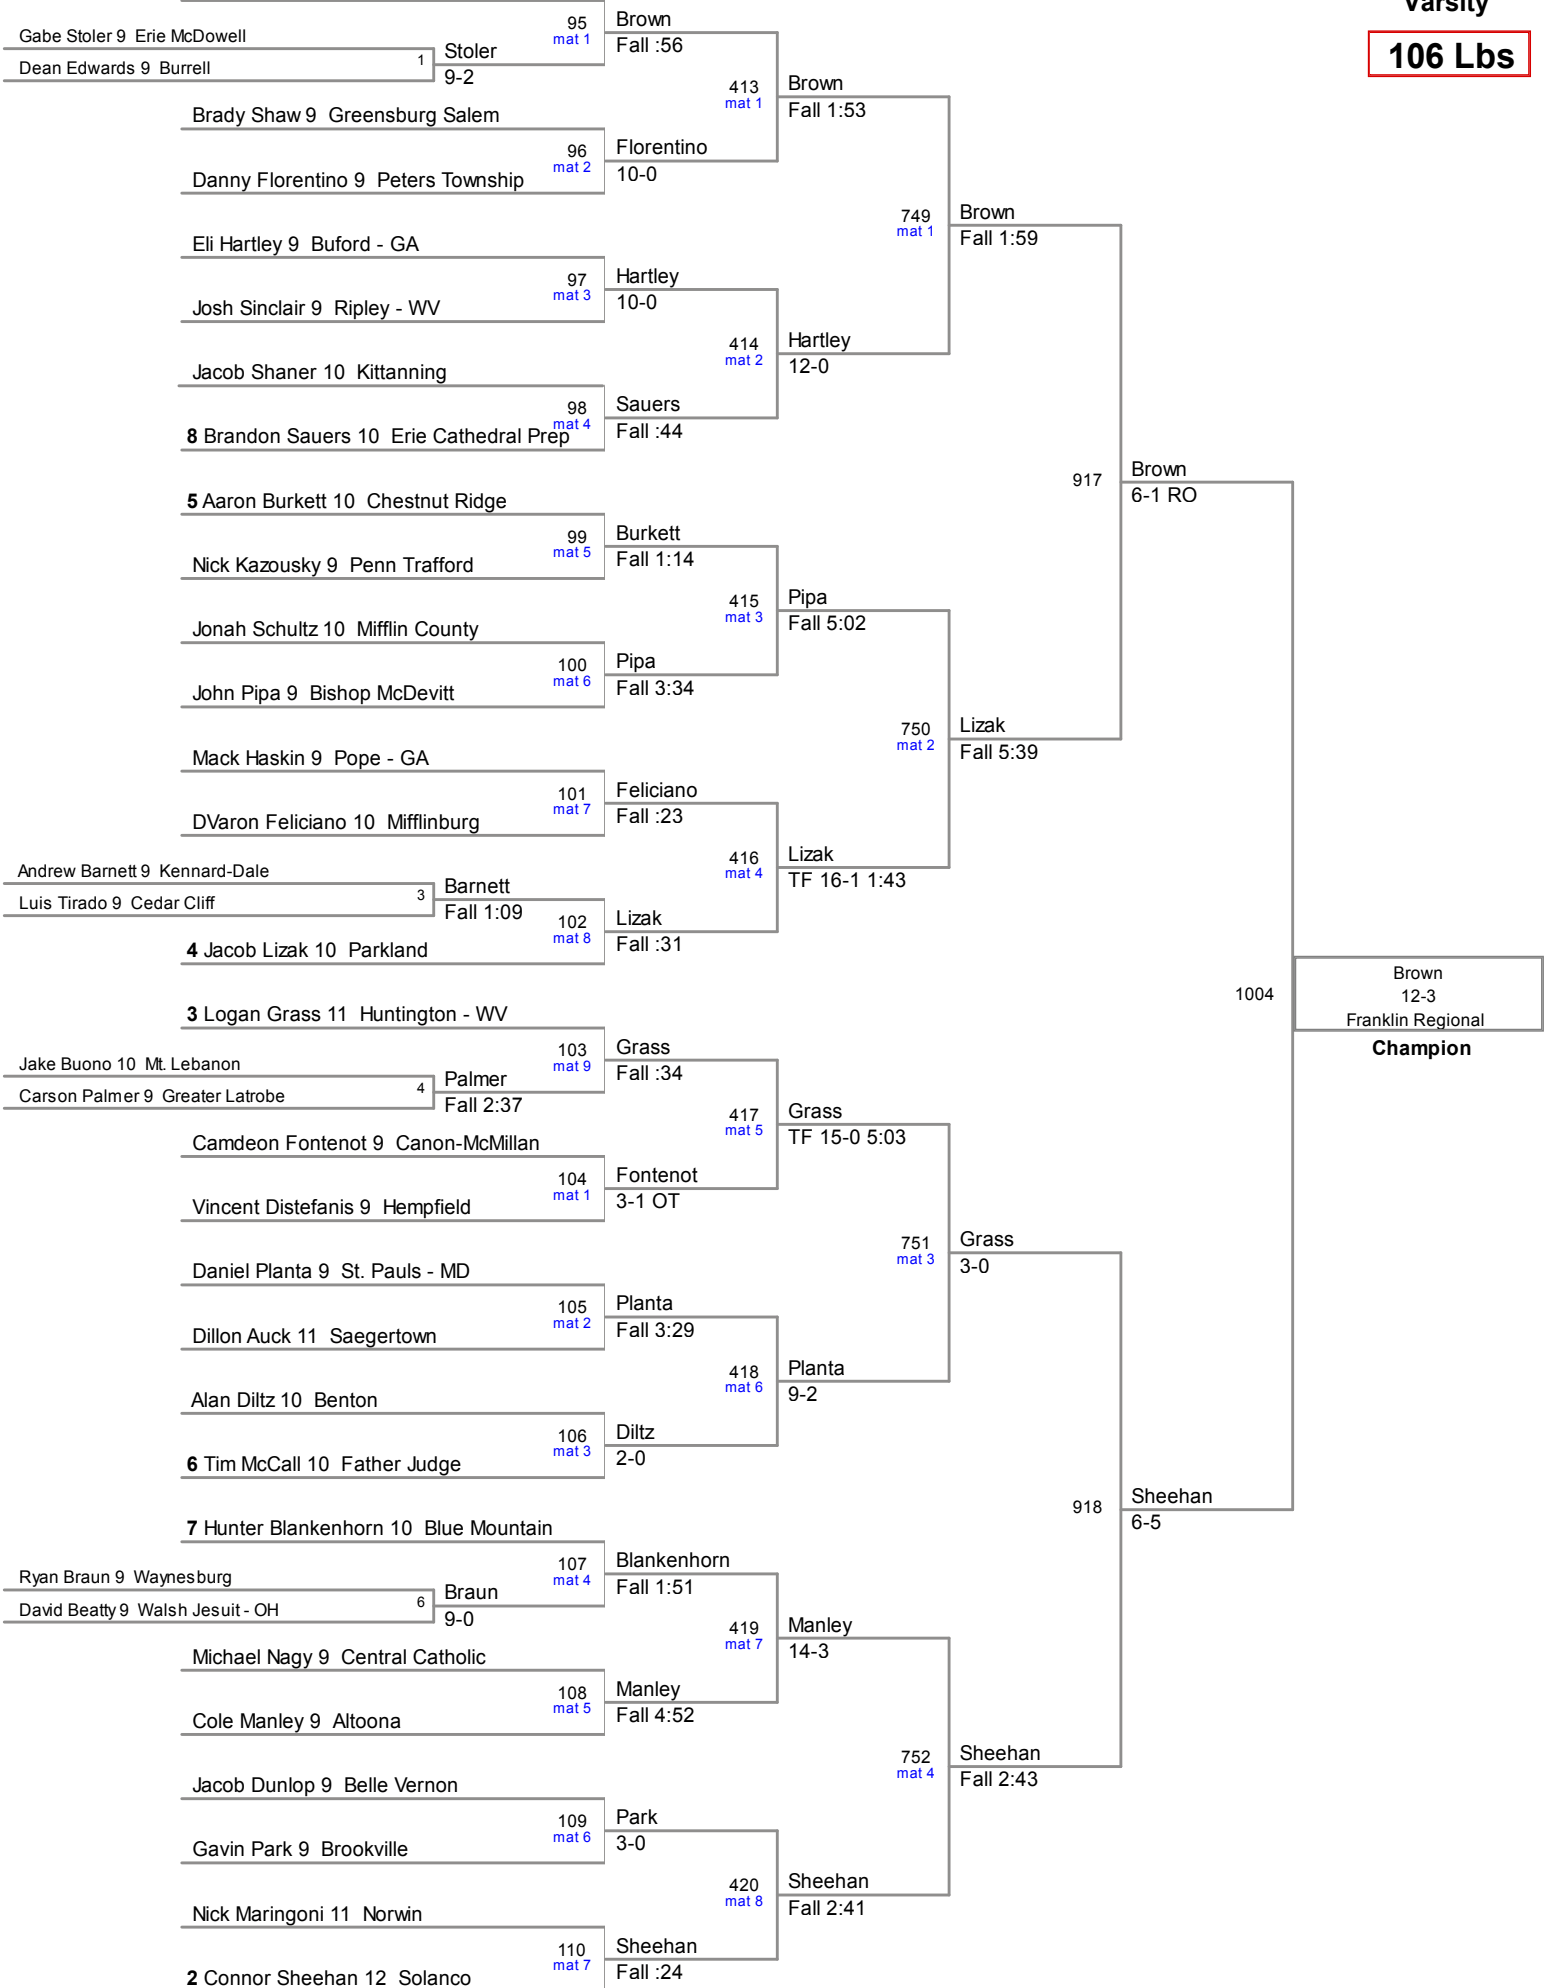 Varsity
106 Lbs
95
mat 1
Brown
Fall :56
Gabe Stoler 9 Erie McDowell
Dean Edwards 9 Burrell
1
Stoler
9-2
413
mat 1
Brown
Fall 1:53
Brady Shaw 9 Greensburg Salem
96
mat 2
Florentino
10-0
Danny Florentino 9 Peters Township
749
mat 1
Brown
Fall 1:59
Eli Hartley 9 Buford - GA
97
mat 3
Hartley
10-0
Josh Sinclair 9 Ripley - WV
414
mat 2
Hartley
12-0
Jacob Shaner 10 Kittanning
98
mat 4
Sauers
Fall :44
8 Brandon Sauers 10 Erie Cathedral Prep
917
Brown
6-1 RO
5 Aaron Burkett 10 Chestnut Ridge
99
mat 5
Burkett
Fall 1:14
Nick Kazousky 9 Penn Trafford
415
mat 3
Pipa
Fall 5:02
Jonah Schultz 10 Mifflin County
100
mat 6
Pipa
Fall 3:34
John Pipa 9 Bishop McDevitt
750
mat 2
Lizak
Fall 5:39
Mack Haskin 9 Pope - GA
101
mat 7
Feliciano
Fall :23
DVaron Feliciano 10 Mifflinburg
416
mat 4
Lizak
TF 16-1 1:43
Andrew Barnett 9 Kennard-Dale
Luis Tirado 9 Cedar Cliff
3
Barnett
Fall 1:09
102
mat 8
Lizak
Fall :31
4 Jacob Lizak 10 Parkland
1004
Brown
12-3
Franklin Regional
Champion
3 Logan Grass 11 Huntington - WV
103
mat 9
Grass
Fall :34
Jake Buono 10 Mt. Lebanon
Carson Palmer 9 Greater Latrobe
4
Palmer
Fall 2:37
417
mat 5
Grass
TF 15-0 5:03
Camdeon Fontenot 9 Canon-McMillan
104
mat 1
Fontenot
3-1 OT
Vincent Distefanis 9 Hempfield
751
mat 3
Grass
3-0
Daniel Planta 9 St. Pauls - MD
105
mat 2
Planta
Fall 3:29
Dillon Auck 11 Saegertown
418
mat 6
Planta
9-2
Alan Diltz 10 Benton
106
mat 3
Diltz
2-0
6 Tim McCall 10 Father Judge
918
Sheehan
6-5
7 Hunter Blankenhorn 10 Blue Mountain
107
mat 4
Blankenhorn
Fall 1:51
Ryan Braun 9 Waynesburg
David Beatty 9 Walsh Jesuit - OH
6
Braun
9-0
419
mat 7
Manley
14-3
Michael Nagy 9 Central Catholic
108
mat 5
Manley
Fall 4:52
Cole Manley 9 Altoona
752
mat 4
Sheehan
Fall 2:43
Jacob Dunlop 9 Belle Vernon
109
mat 6
Park
3-0
Gavin Park 9 Brookville
420
mat 8
Sheehan
Fall 2:41
Nick Maringoni 11 Norwin
110
mat 7
Sheehan
Fall :24
2 Connor Sheehan 12 Solanco